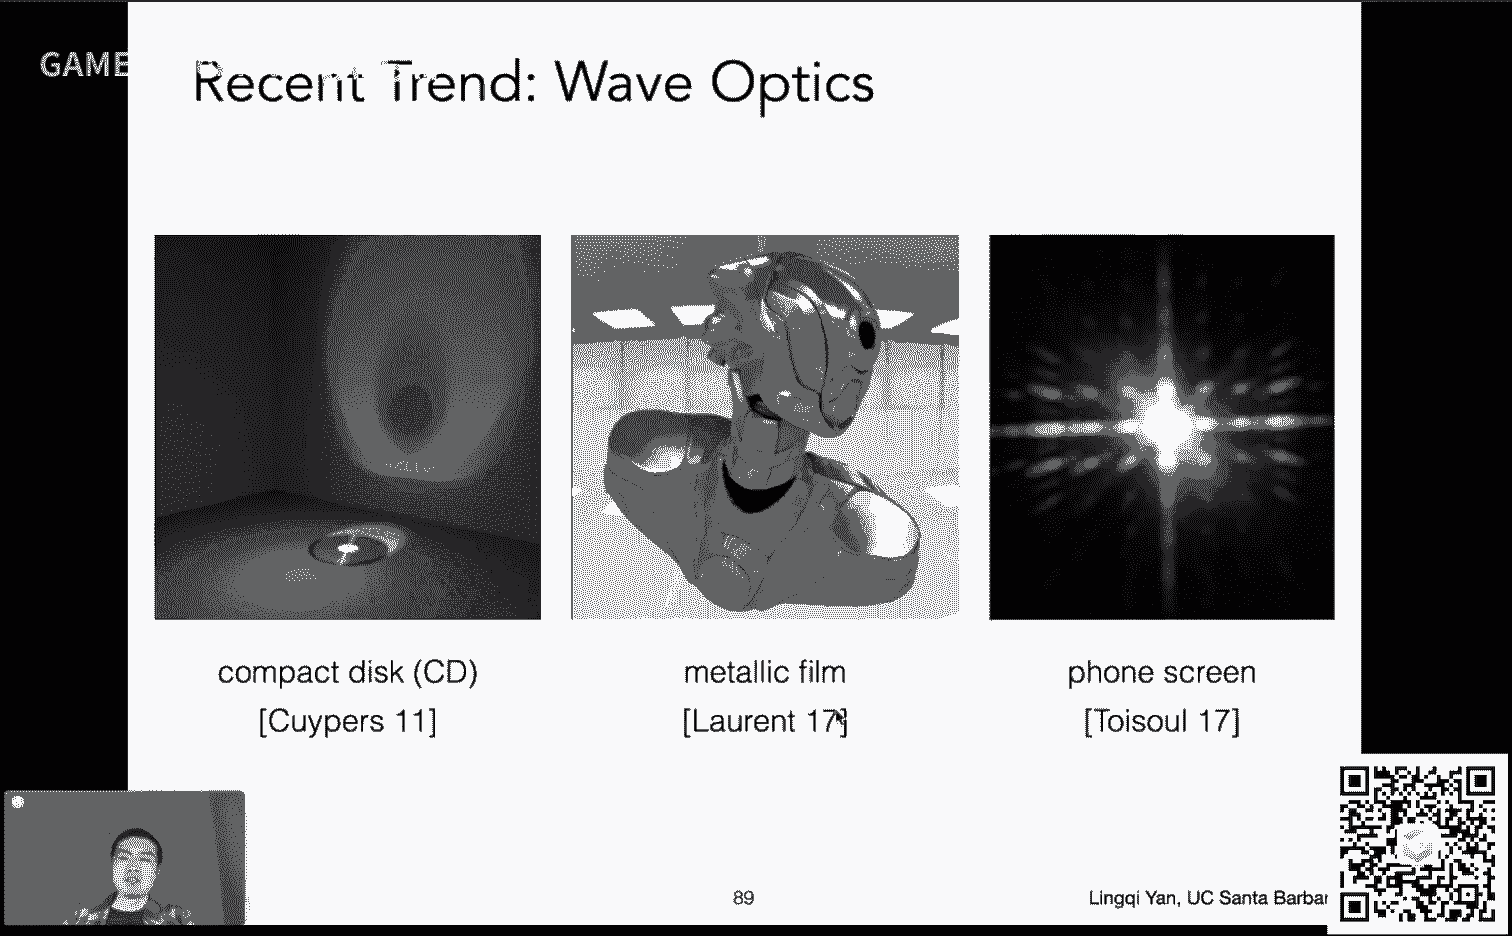 GAME
Recent Trend: Wave Optics
compact disk (CD)
[Cuypers 11]
metallic film
[Laurent 17]
phone screen
[Toisoul 17]
89
Lingqi Yan, UC Santa Barbar